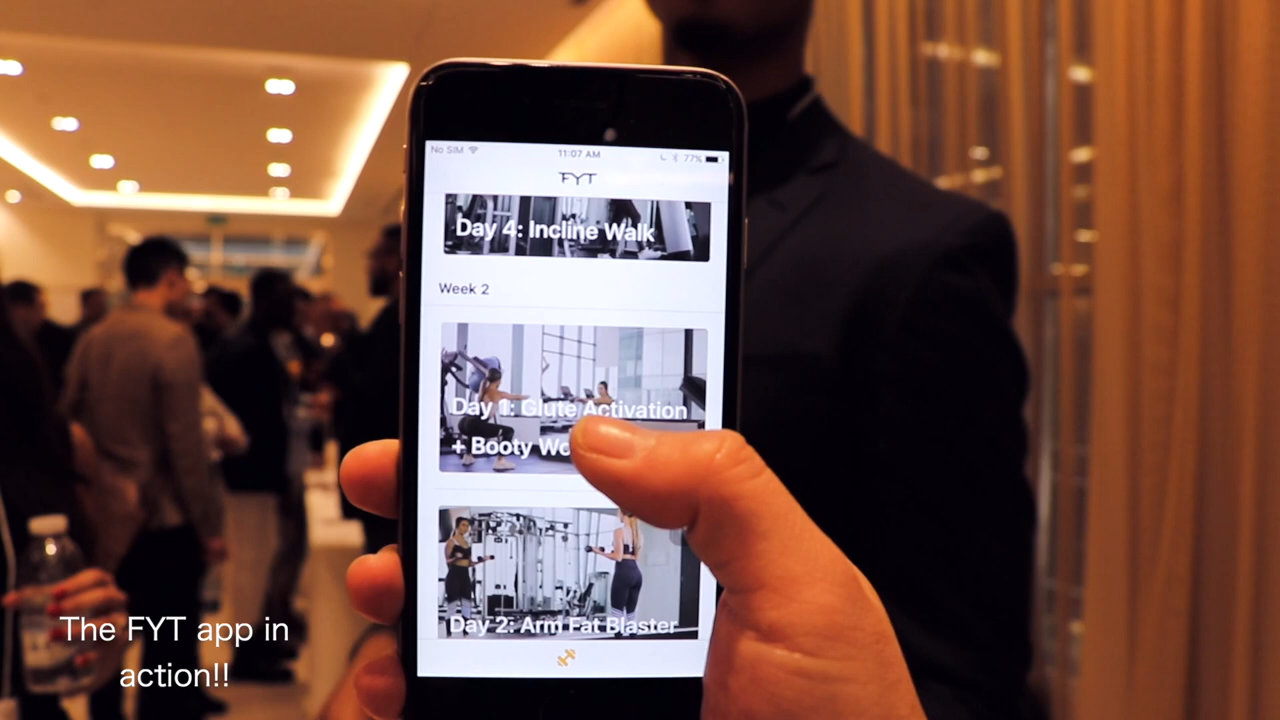 No SIM 11:07 AM 77%
FYT
Day 4: Incline Walk
Week 2
Day 1: Glute Activation
+ Booty Wo
Day 2: Arm Fat Blaster
The FYT app in
action!!